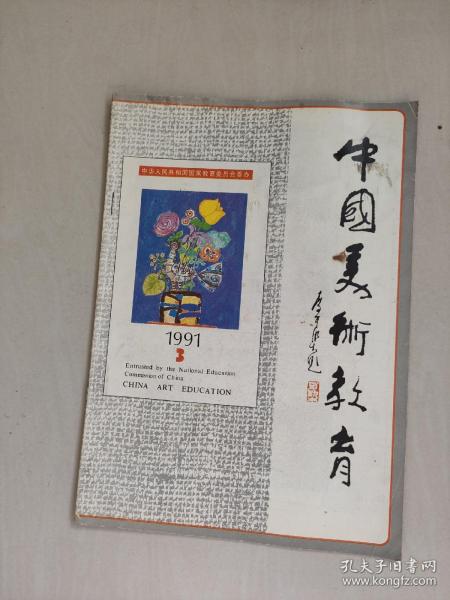 中國美術教育
中华人民共和国国家教育委员会委办
1991
3
Entrusted by the National Education
Commision of China
CHINA ART EDUCATION
孔夫子旧书网
www.kongfz.com